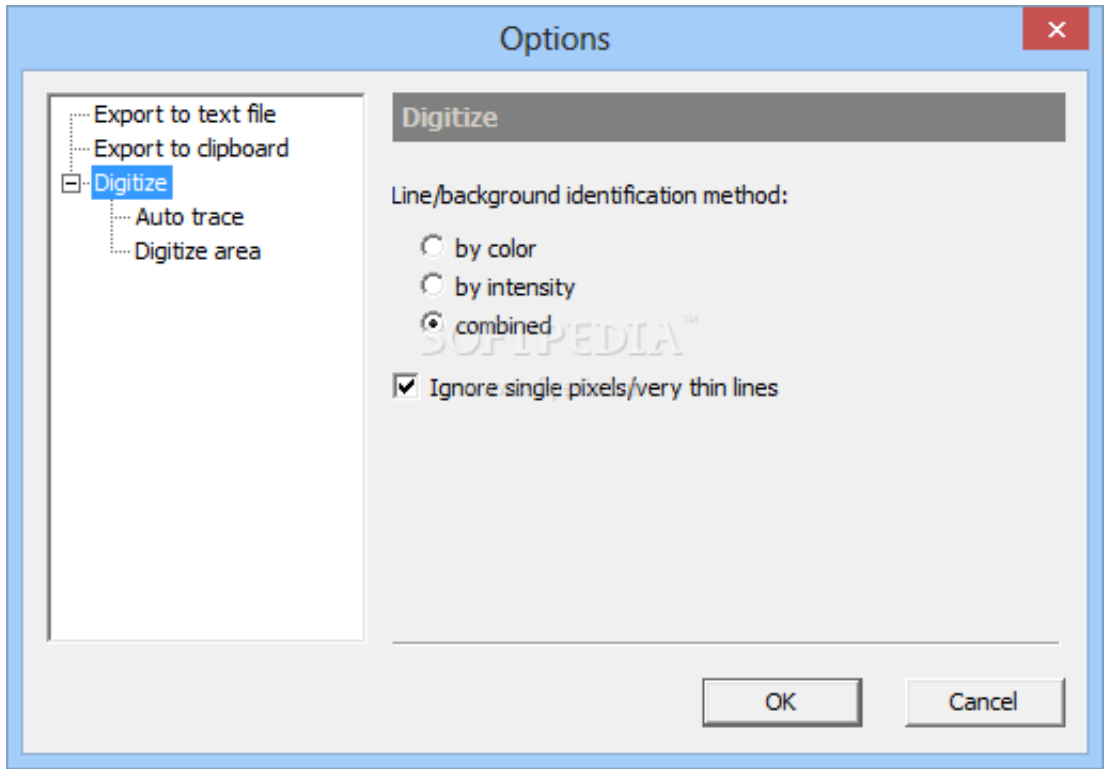 Options
Export to text file
Export to clipboard
Digitize
Auto trace
Digitize area
Digitize
Line/background identification method:
by color
by intensity
combined
SOFTPEDIA™
Ignore single pixels/very thin lines
OK
Cancel